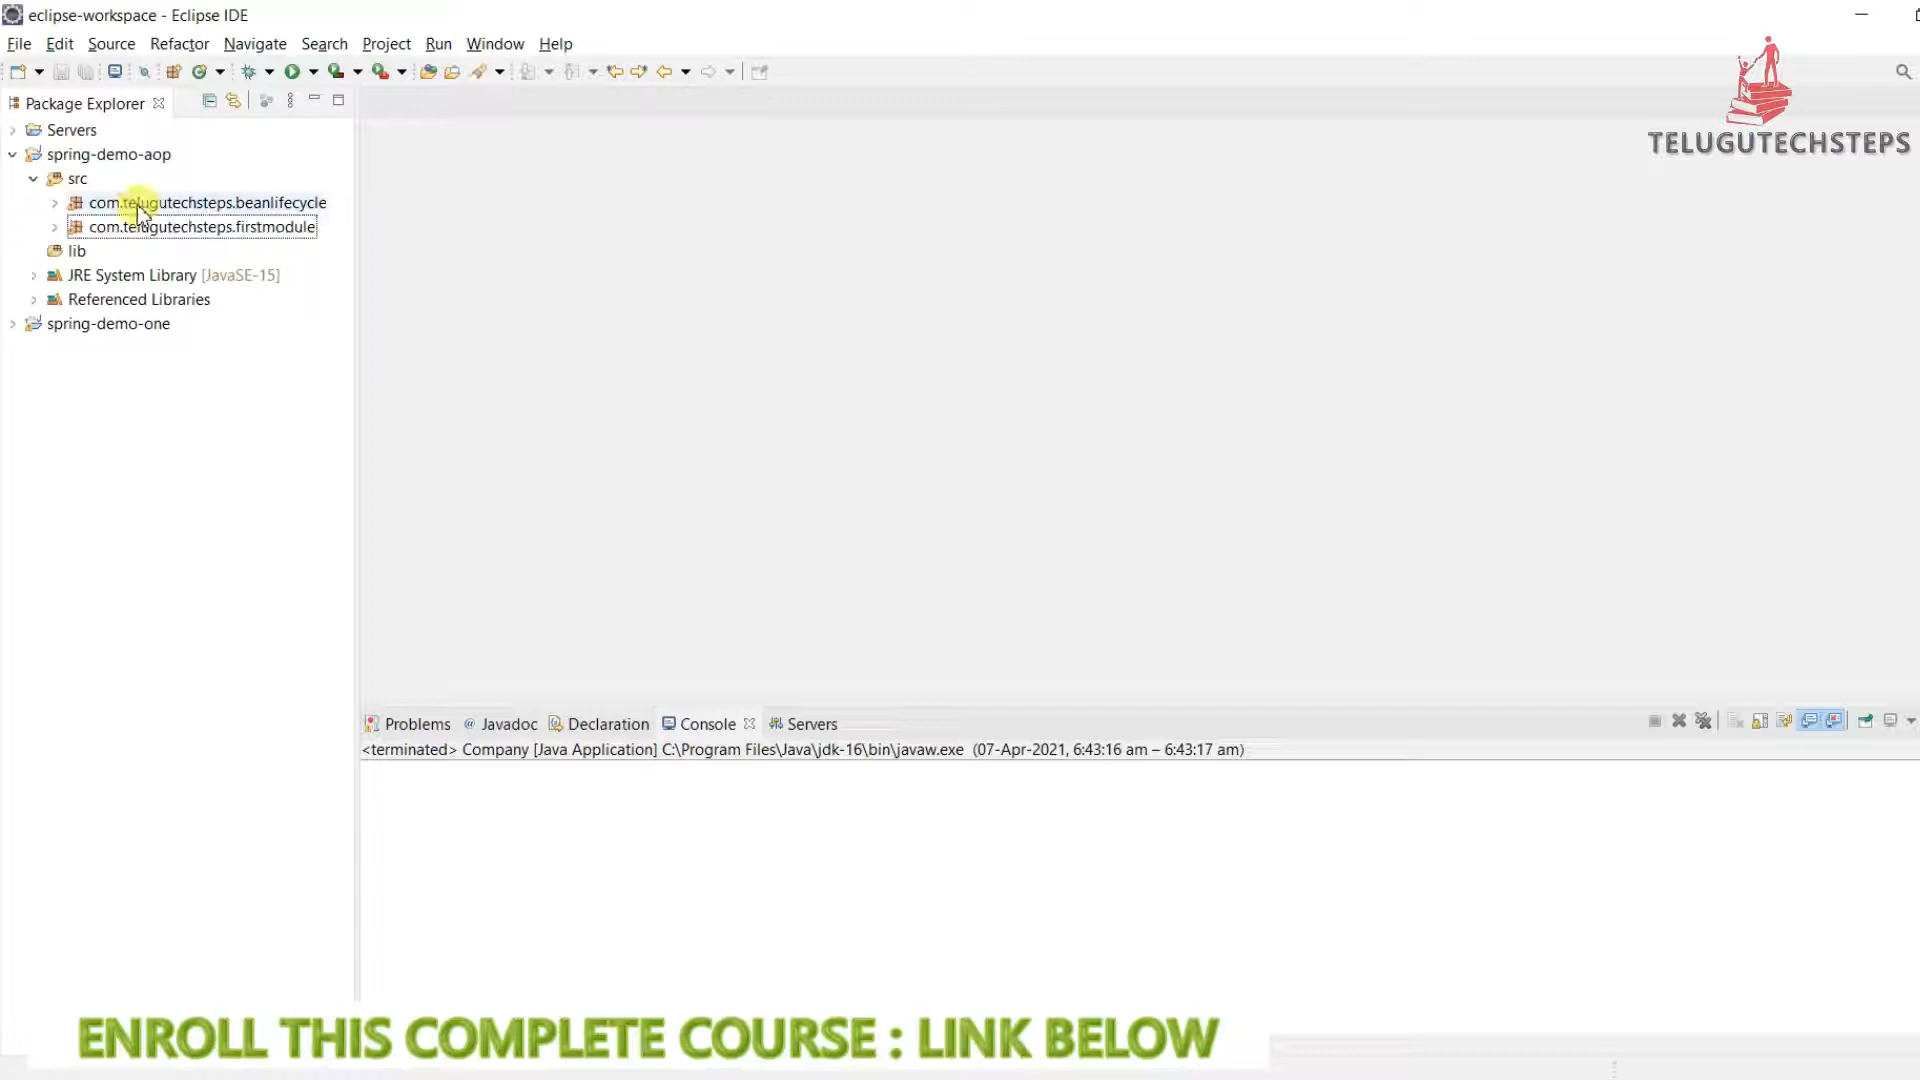 eclipse-workspace - Eclipse IDE
File Edit Source Refactor Navigate Search Project Run Window Help
TELUGUTECHSTEPS
Package Explorer
Servers
spring-demo-aop
src
com.telugutechsteps.beanlifecycle
com.telugutechsteps.firstmodule
lib
JRE System Library [JavaSE-15]
Referenced Libraries
spring-demo-one
Problems @ Javadoc Declaration Console Servers
<terminated> Company [Java Application] C:\Program Files\Java\jdk-16\bin\javaw.exe (07-Apr-2021, 6:43:16 am – 6:43:17 am)
ENROLL THIS COMPLETE COURSE : LINK BELOW